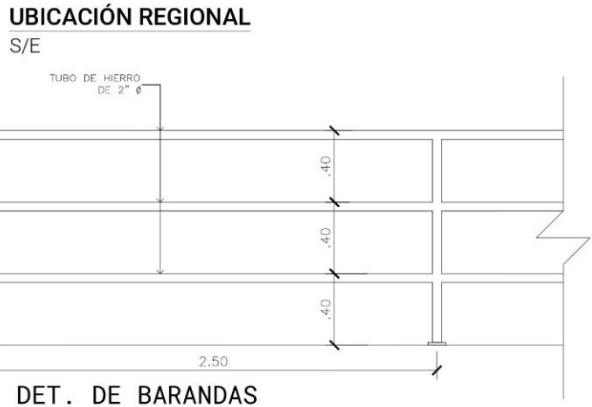 UBICACIÓN REGIONAL
S/E
TUBO DE HIERRO
DE 2" Ø
.40
.40
.40
2.50
DET. DE BARANDAS